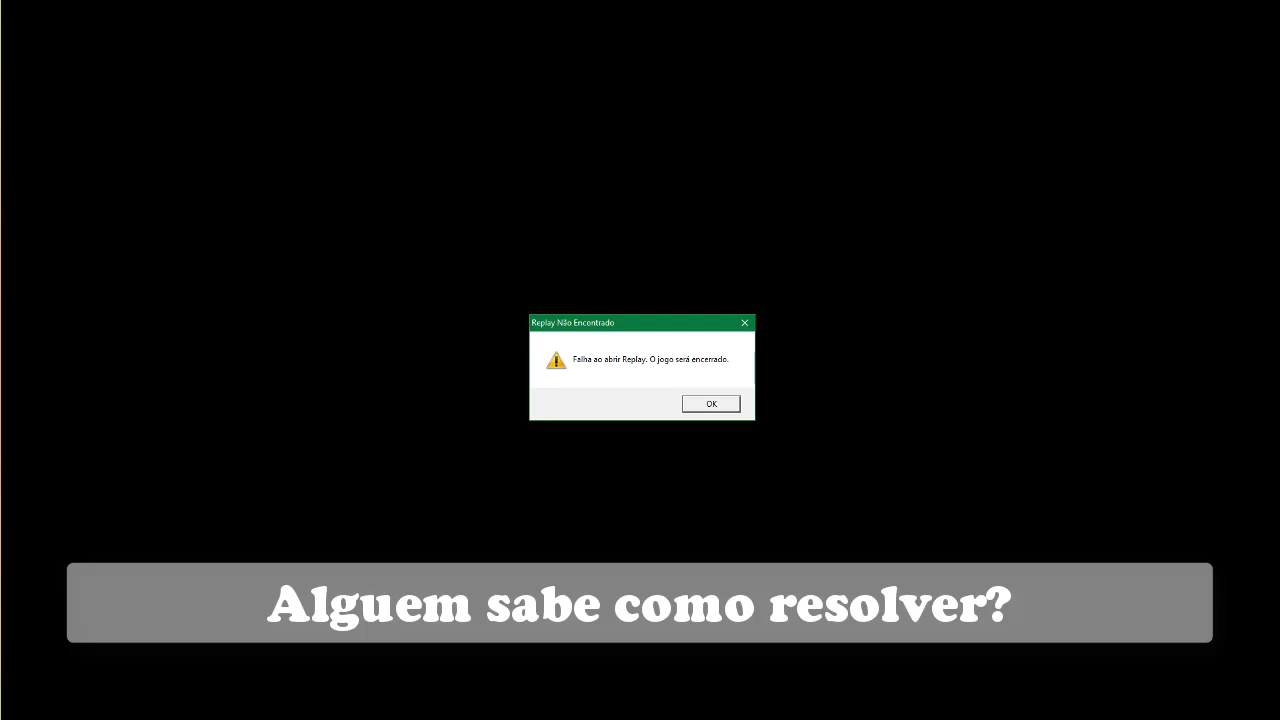 Replay Não Encontrado
Falha ao abrir Replay. O jogo será encerrado.
OK
Alguem sabe como resolver?